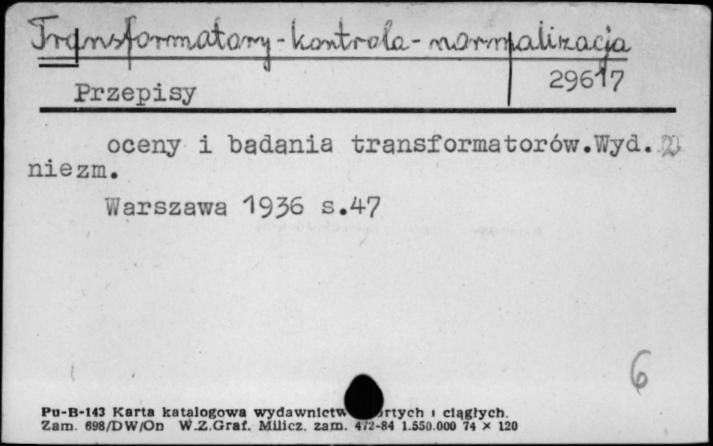 Transformatory - kontrola - normalizacja
29617
Przepisy
oceny i badania transformatorów.Wyd. 2
niezm.
Warszawa 1936 s.47
6
Pu-B-143 Karta katalogowa wydawnictw i ciągłych.
Zam. 698/DW/On W.Z.Graf. Milicz. zam. 472-84 1.550.000 74 × 120